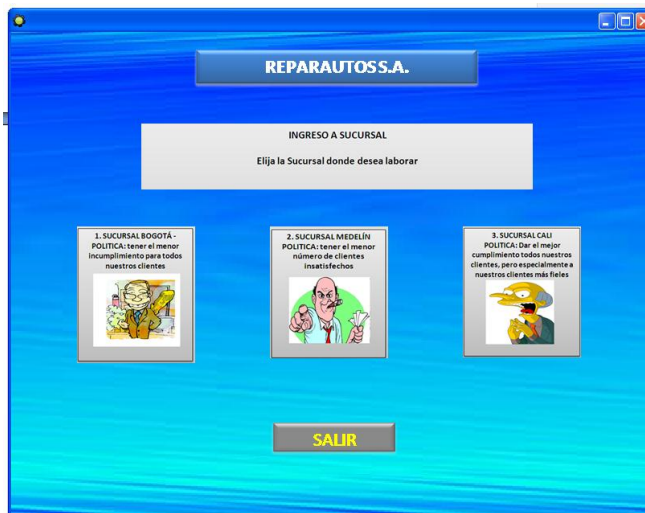 REPARAUTOS S.A.
INGRESO A SUCURSAL
Elija la Sucursal donde desea laborar
1. SUCURSAL BOGOTÁ -
POLITICA: tener el menor
incumplimiento para todos
nuestros clientes
2. SUCURSAL MEDELÍN
POLITICA: tener el menor
número de clientes
insatisfechos
3. SUCURSAL CALI
POLITICA: Dar el mejor
cumplimiento todos nuestros
clientes, pero especialmente a
nuestros clientes más fieles
SALIR